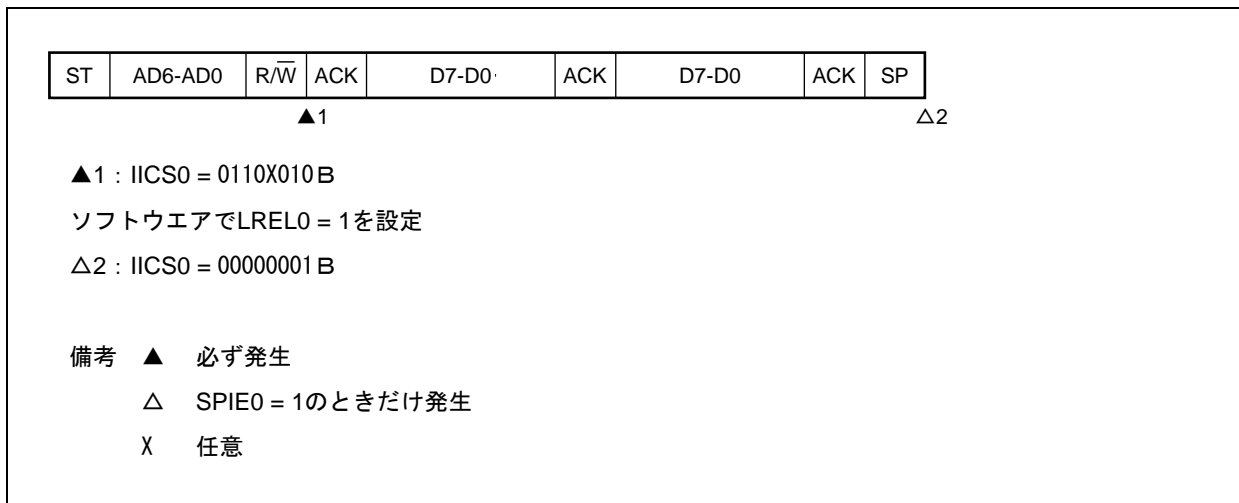 ST AD6-AD0 R/W̅ ACK D7-D0 ACK D7-D0 ACK SP
▲1 △2
▲1：IICS0 = 0110X010B
ソフトウエアでLREL0 = 1を設定
△2：IICS0 = 00000001B
備考 ▲ 必ず発生
△ SPIE0 = 1のときだけ発生
X 任意